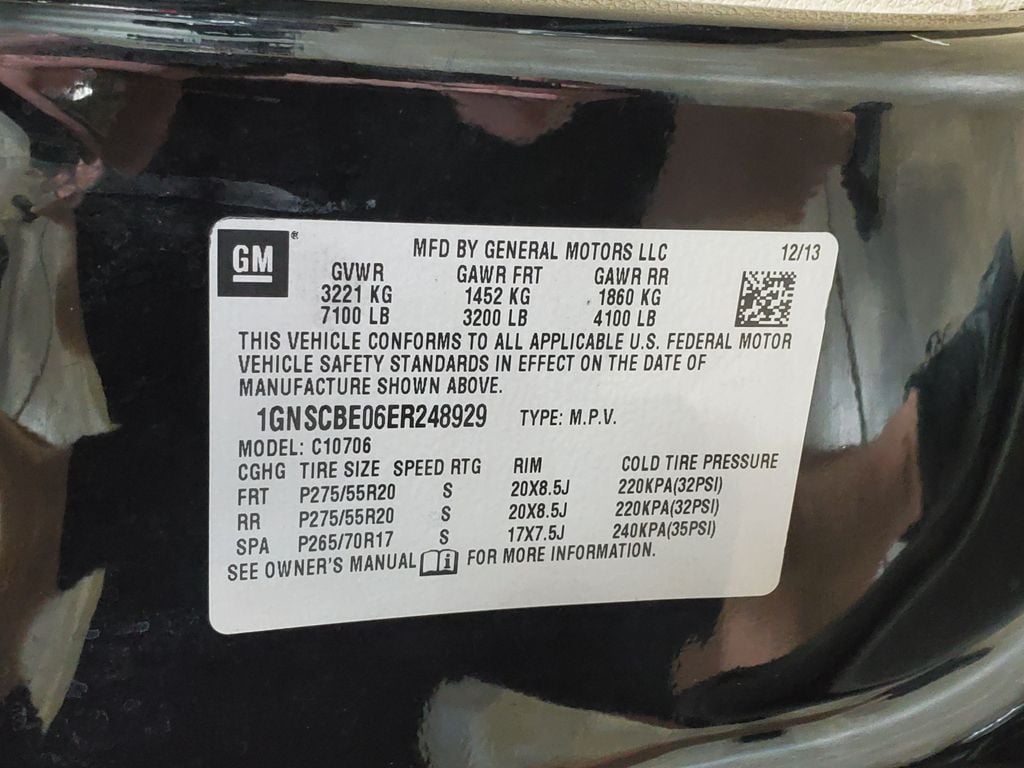 GM®
MFD BY GENERAL MOTORS LLC 12/13
GVWR GAWR FRT GAWR RR
3221 KG 1452 KG 1860 KG
7100 LB 3200 LB 4100 LB
THIS VEHICLE CONFORMS TO ALL APPLICABLE U.S. FEDERAL MOTOR
VEHICLE SAFETY STANDARDS IN EFFECT ON THE DATE OF
MANUFACTURE SHOWN ABOVE.
1GNSCBE06ER248929 TYPE: M.P.V.
MODEL: C10706
CGHG TIRE SIZE SPEED RTG RIM COLD TIRE PRESSURE
FRT P275/55R20 S 20X8.5J 220KPA(32PSI)
RR P275/55R20 S 20X8.5J 220KPA(32PSI)
SPA P265/70R17 S 17X7.5J 240KPA(35PSI)
SEE OWNER'S MANUAL i FOR MORE INFORMATION.